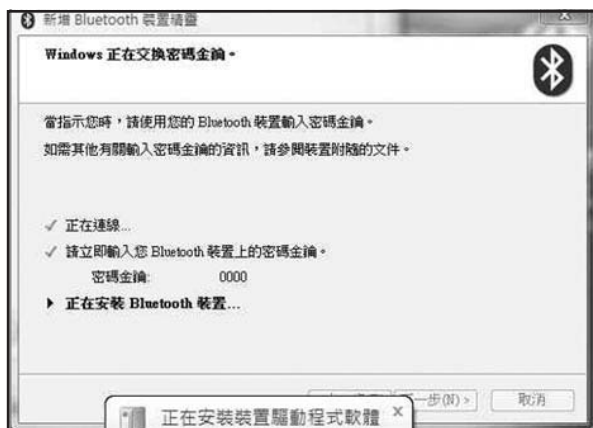 新增 Bluetooth 裝置精靈
Windows 正在交換密碼金鑰。
當指示您時，請使用您的 Bluetooth 裝置輸入密碼金鑰。
如需其他有關輸入密碼金鑰的資訊，請參閱裝置附隨的文件。
正在連線...
請立即輸入您 Bluetooth 裝置上的密碼金鑰。
密碼金鑰: 0000
正在安裝 Bluetooth 裝置...
一步(N) > 取消
正在安裝裝置驅動程式軟體